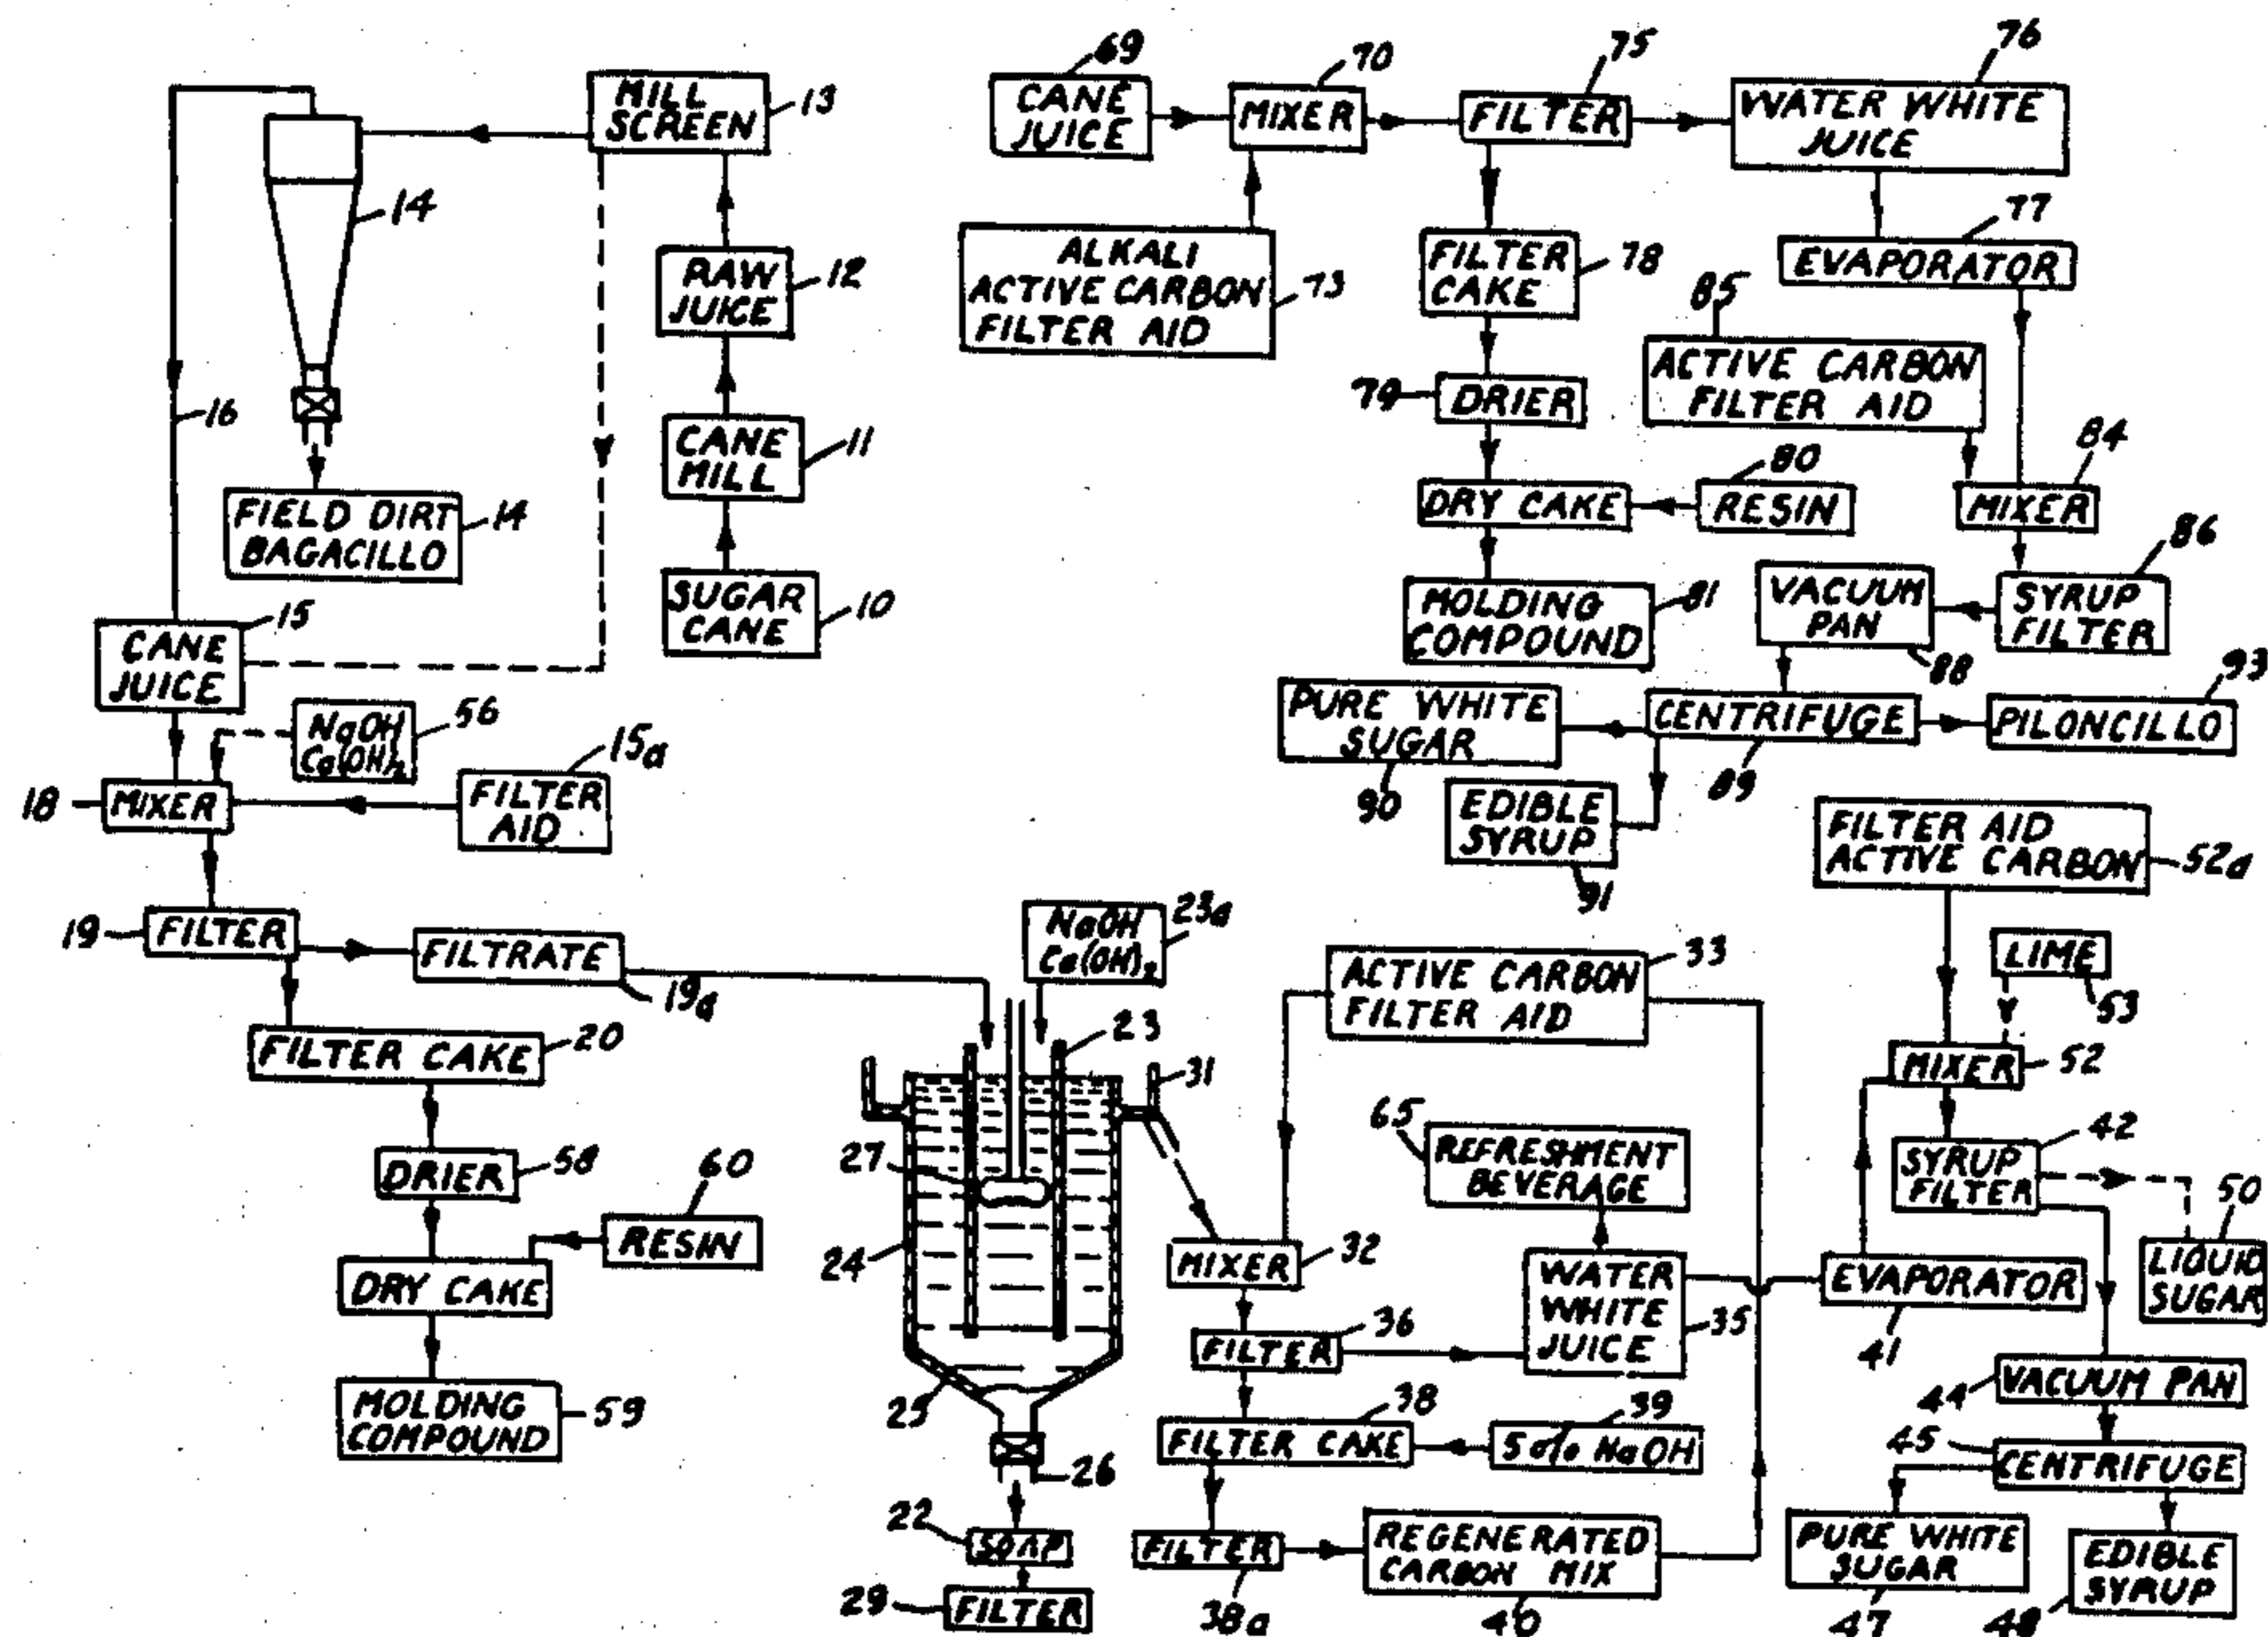 MILL
SCREEN
13
14
16
RAW
JUICE
12
CANE
MILL
11
FIELD DIRT
BAGACILLO
14
SUGAR
CANE
10
CANE
JUICE
15
NaOH
Ca(OH)2
56
18
MIXER
FILTER
AID
15a
19
FILTER
FILTRATE
19a
FILTER CAKE
20
DRIER
58
RESIN
60
DRY CAKE
MOLDING
COMPOUND
59
69
CANE
JUICE
70
MIXER
75
FILTER
76
WATER WHITE
JUICE
ALKALI
ACTIVE CARBON
FILTER AID
73
FILTER
CAKE
78
77
EVAPORATOR
85
ACTIVE CARBON
FILTER AID
79
DRIER
84
MIXER
DRY CAKE
80
RESIN
86
SYRUP
FILTER
VACUUM
PAN
88
MOLDING
COMPOUND
81
PURE WHITE
SUGAR
90
CENTRIFUGE
89
93
PILONCILLO
EDIBLE
SYRUP
91
FILTER AID
ACTIVE CARBON
52a
NaOH
Ca(OH)2
23a
23
31
27
24
25
26
22
SOAP
29
FILTER
ACTIVE CARBON
FILTER AID
33
LIME
53
MIXER
52
65
REFRESHMENT
BEVERAGE
SYRUP
FILTER
42
50
LIQUID
SUGAR
MIXER
32
WATER
WHITE
JUICE
35
EVAPORATOR
41
FILTER
36
44
VACUUM PAN
FILTER CAKE
38
39
5% NaOH
45
CENTRIFUGE
FILTER
38a
REGENERATED
CARBON MIX
40
PURE WHITE
SUGAR
47
EDIBLE
SYRUP
48